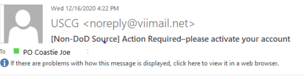 Wed 12/16/2020 4:22 PM
USCG <noreply@viimail.net>
[Non-DoD Source] Action Required–please activate your account
To PO Coastie Joe
If there are problems with how this message is displayed, click here to view it in a web browser.